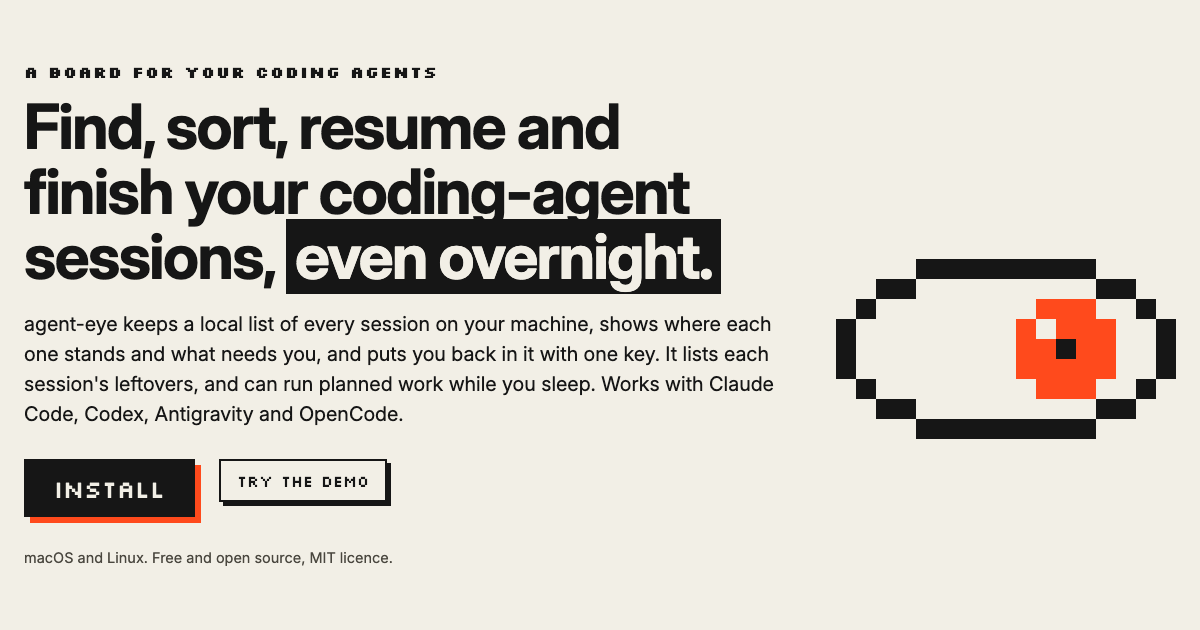 A BOARD FOR YOUR CODING AGENTS
Find, sort, resume and
finish your coding-agent
sessions, even overnight.
agent-eye keeps a local list of every session on your machine, shows where each
one stands and what needs you, and puts you back in it with one key. It lists each
session's leftovers, and can run planned work while you sleep. Works with Claude
Code, Codex, Antigravity and OpenCode.
INSTALL
TRY THE DEMO
macOS and Linux. Free and open source, MIT licence.